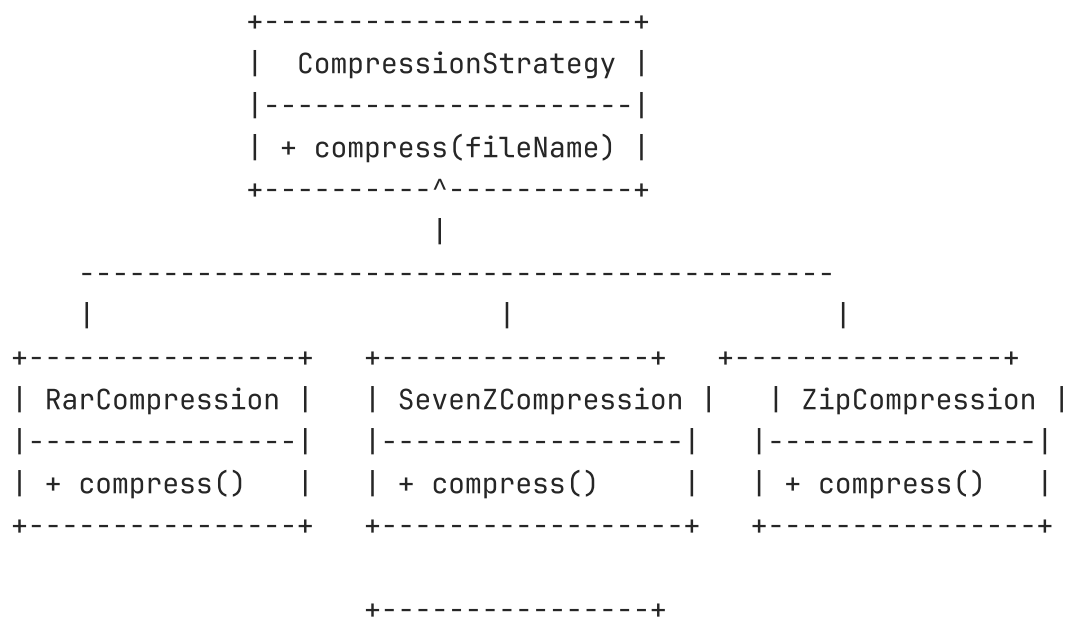 +----------------------+
              |  CompressionStrategy |
              |----------------------|
              | + compress(fileName) |
              +----------^-----------+
                         |
    ---------------------------------------------
    |                        |                   |
+----------------+   +----------------+   +----------------+
| RarCompression |   | SevenZCompression |   | ZipCompression |
|----------------|   |------------------|   |----------------|
| + compress()   |   | + compress()     |   | + compress()   |
+----------------+   +------------------+   +----------------+

                     +----------------+